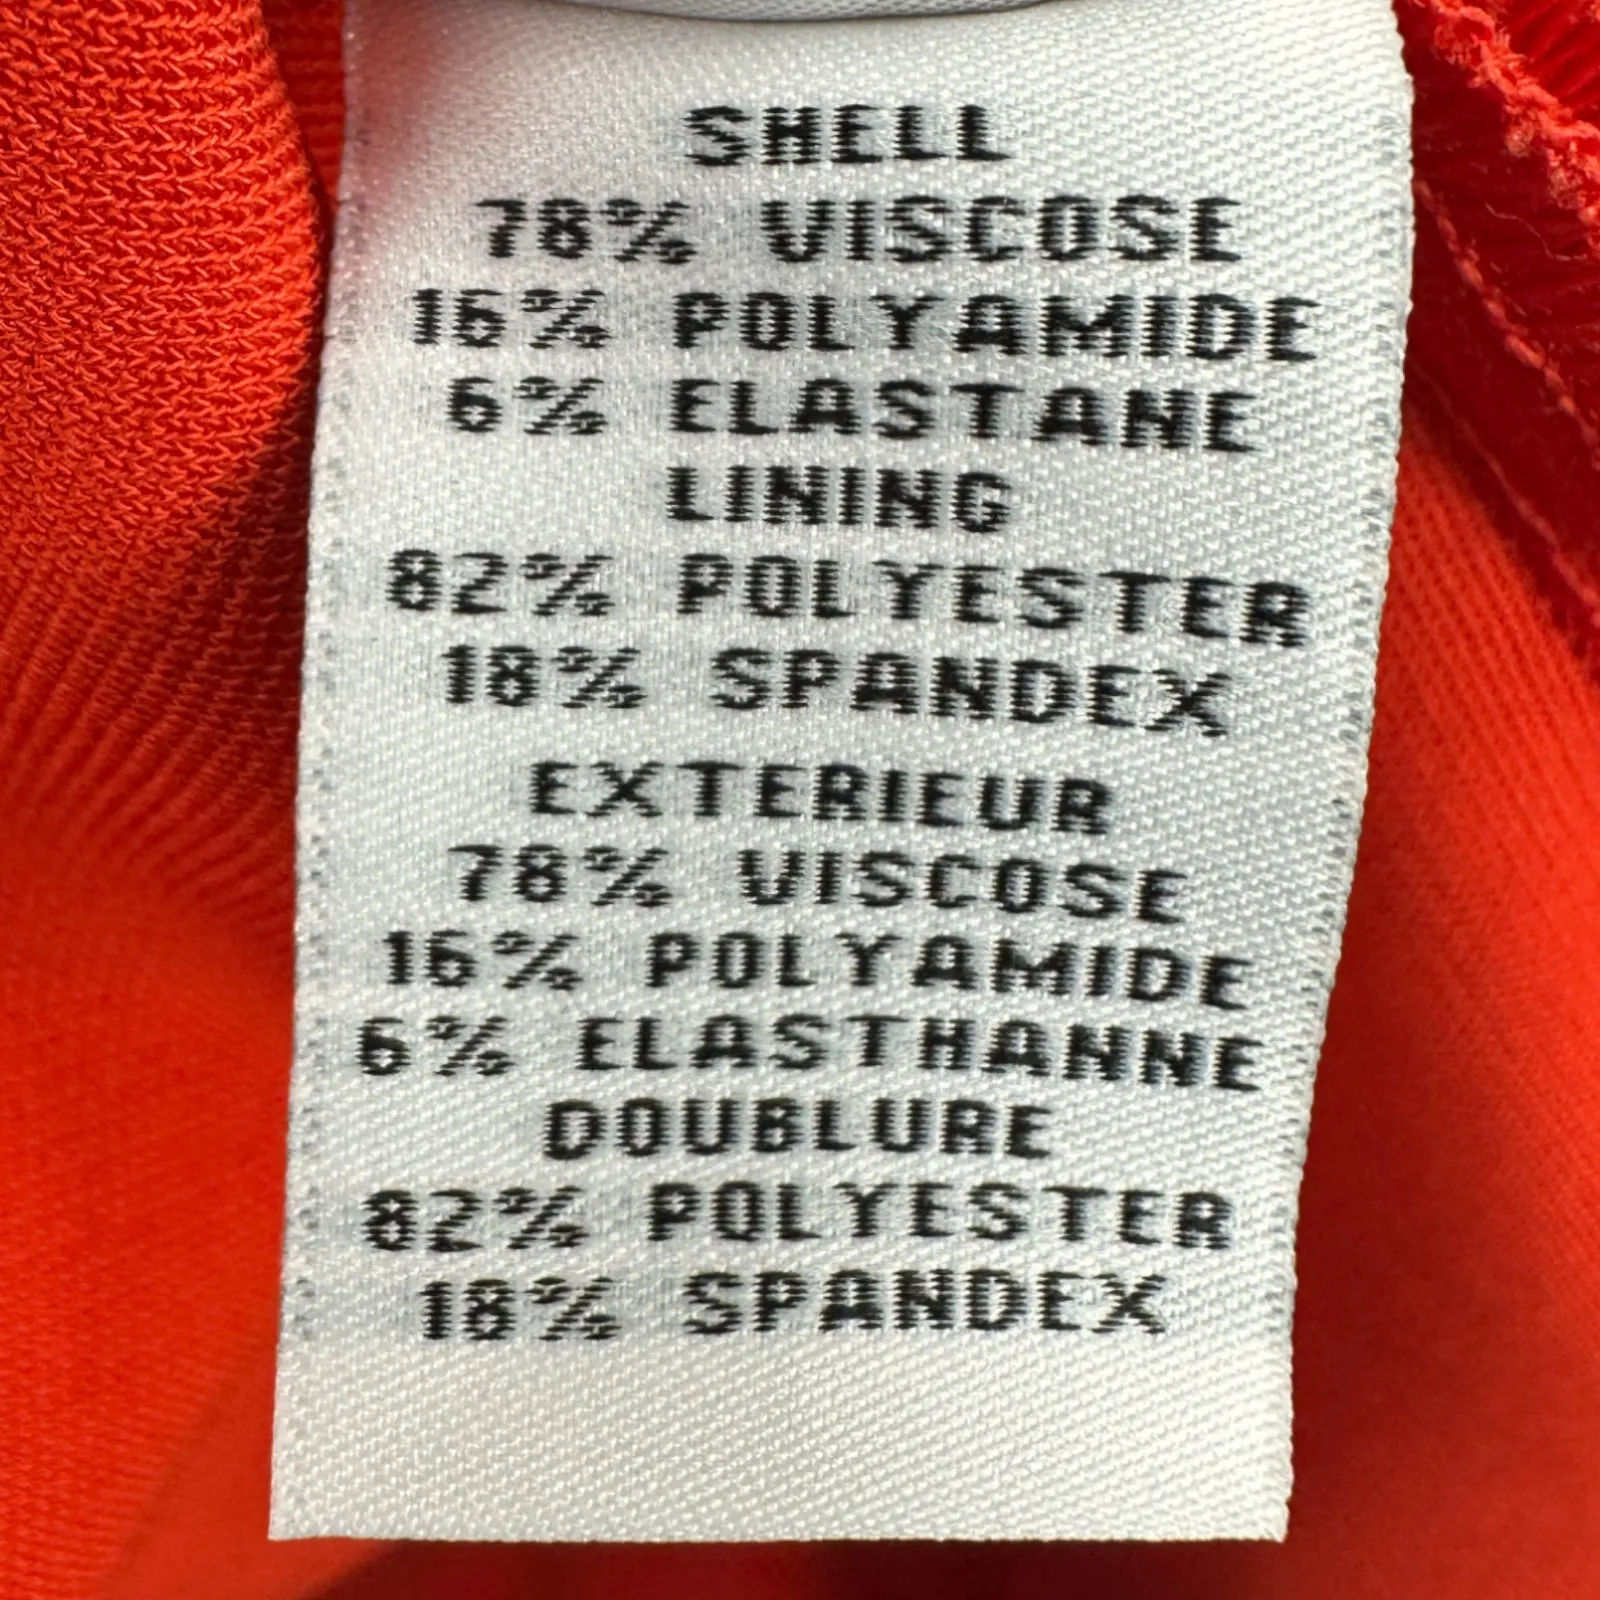 SHELL
78% VISCOSE
16% POLYAMIDE
6% ELASTANE
LINING
82% POLYESTER
18% SPANDEX
EXTERIEUR
78% VISCOSE
16% POLYAMIDE
6% ELASTHANNE
DOUBLURE
82% POLYESTER
18% SPANDEX